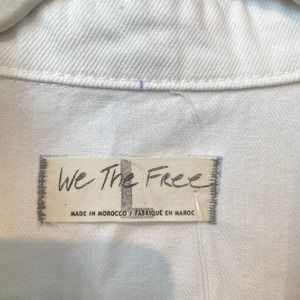 We The Free
L
MADE IN MOROCCO / FABRIQUÉ EN MAROC